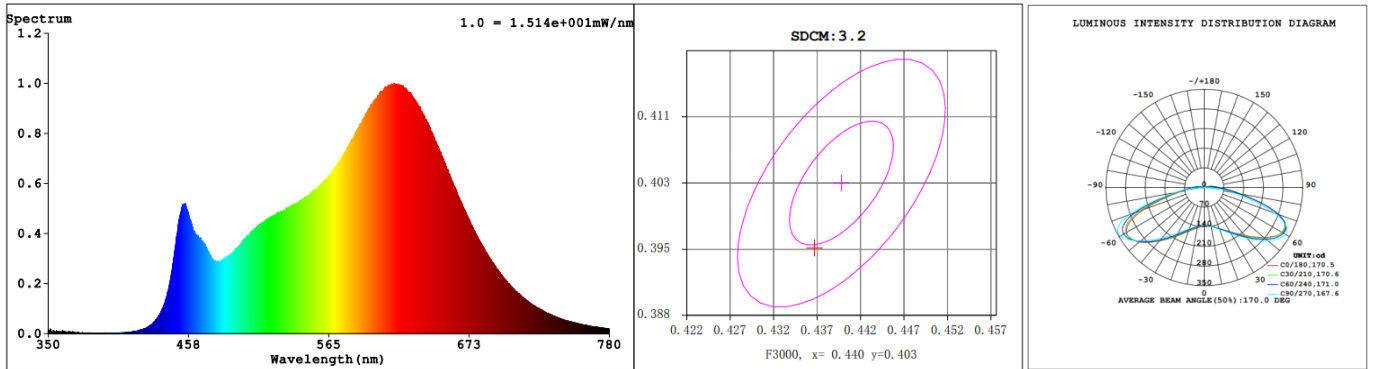 Spectrum
1.0 = 1.514e+001mW/nm
1.2
1.0
0.8
0.6
0.4
0.2
0.0
350 458 565 673 780
Wavelength(nm)
SDCM:3.2
0.411
0.403
0.395
0.388
0.422 0.427 0.432 0.437 0.442 0.447 0.452 0.457
F3000, x= 0.440 y=0.403
LUMINOUS INTENSITY DISTRIBUTION DIAGRAM
-/+180
-150 150
-120 120
-90 0 90
70
140
-60 210 60
UNIT:cd
280
-30 350 30
0
C0/180,170.5
C30/210,170.6
C60/240,171.0
C90/270,167.6
AVERAGE BEAM ANGLE(50%):170.0 DEG